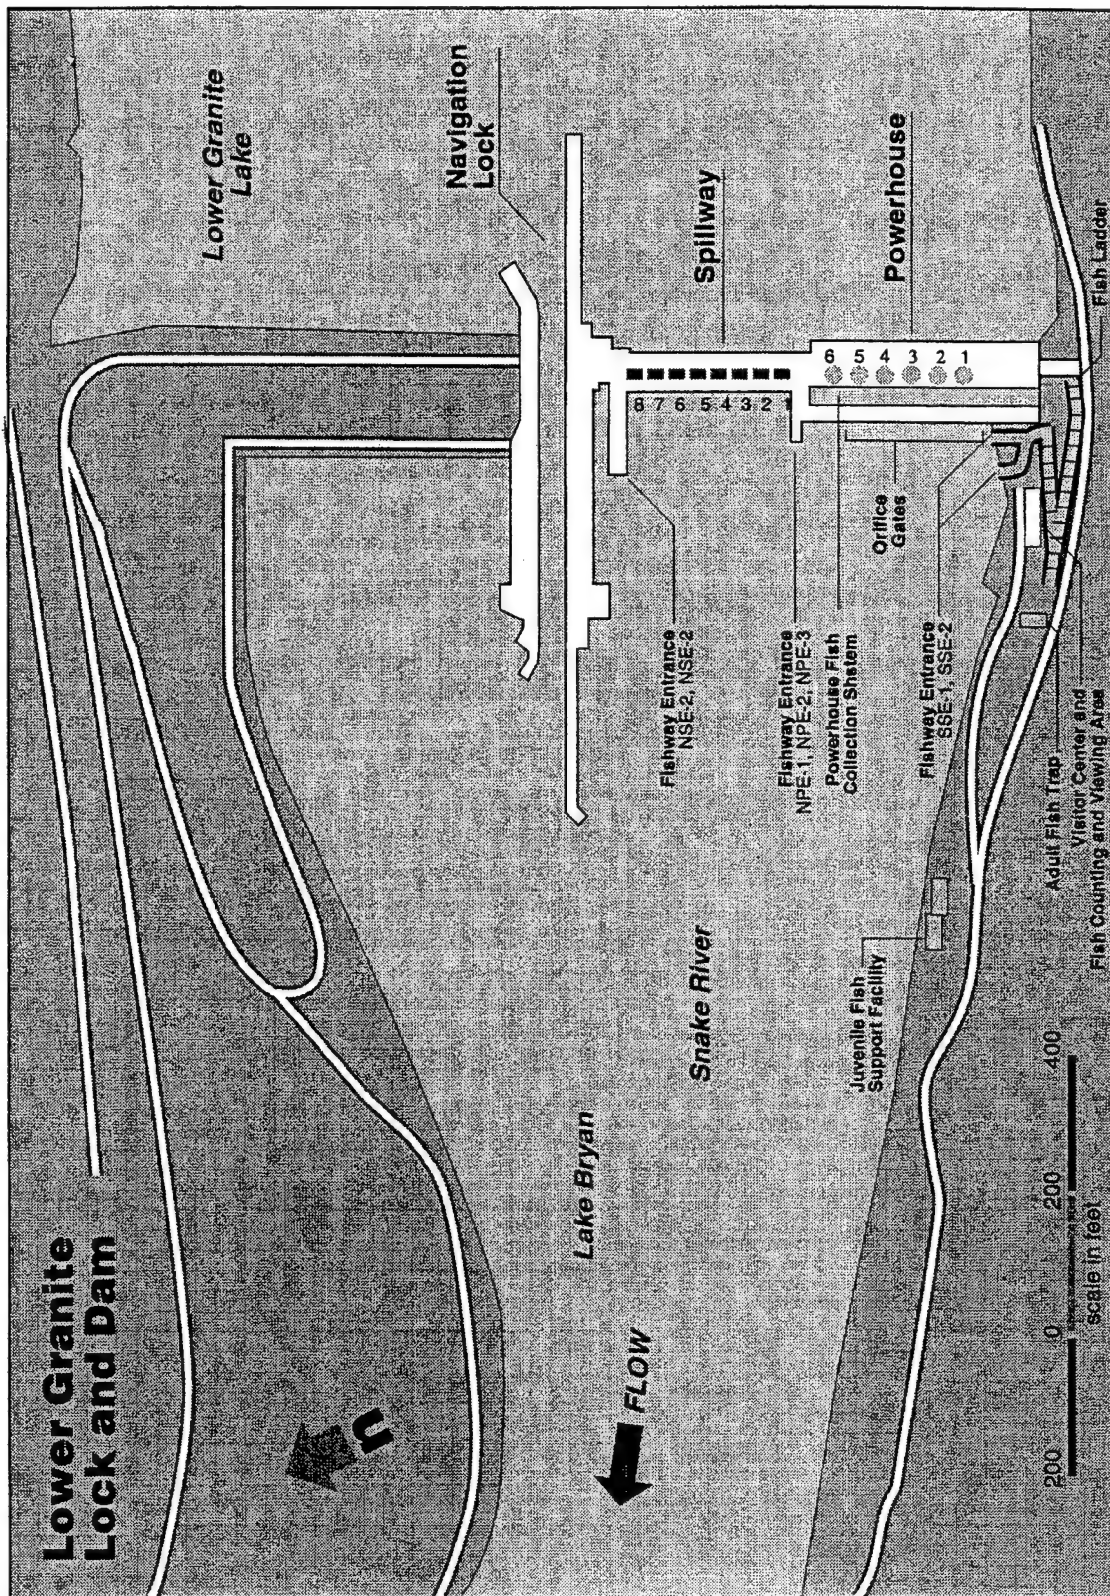 Lower Granite
Lock and Dam
n
FLOW
Lake Bryan
Snake River
Lower Granite
Lake
Navigation
Lock
Spillway
Powerhouse
8 7 6 5 4 3 2 1
6 5 4 3 2 1
Fishway Entrance
NSE-2, NSE-2
Fishway Entrance
NPE-1, NPE-2, NPE-3
Powerhouse Fish
Collection Shstem
Orifice
Gates
Fishway Entrance
SSE-1, SSE-2
Juvenile Fish
Support Facility
Adult Fish Trap
Visitor Center and
Fish Counting and Viewing Area
Fish Ladder
200 0 200 400
scale in feet